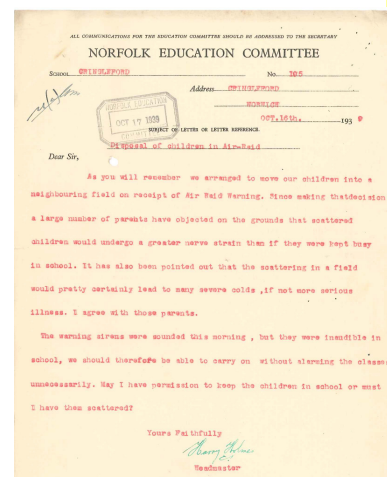 ALL COMMUNICATIONS FOR THE EDUCATION COMMITTEE SHOULD BE ADDRESSED TO THE SECRETARY
NORFOLK EDUCATION COMMITTEE
SCHOOL CRINGLEFORD No. 105
Address CRINGLEFORD
NORWICH
OCT. 16th. 1939
NORFOLK EDUCATION
OCT 17 1939
SUBJECT OF LETTER OR LETTER REFERENCE.
Disposal of children in Air-Raid
Dear Sir,
As you will remember we arranged to move our children into a
neighbouring field on receipt of Air Raid Warning. Since making thatdecision
a large number of parents have objected on the grounds that scattered
children would undergo a greater nerve strain than if they were kept busy
in school. It has also been pointed out that the scattering in a field
would pretty certainly lead to many severe colds ,if not more serious
illness. I agree with those parents.
The warning sirens were sounded this morning , but they were inaudible in
school, we should therefore be able to carry on without alarming the classes
unnecessarily. May I have permission to keep the children in school or must
I have them scattered?
Yours Faithfully
Harry Holmes
Headmaster